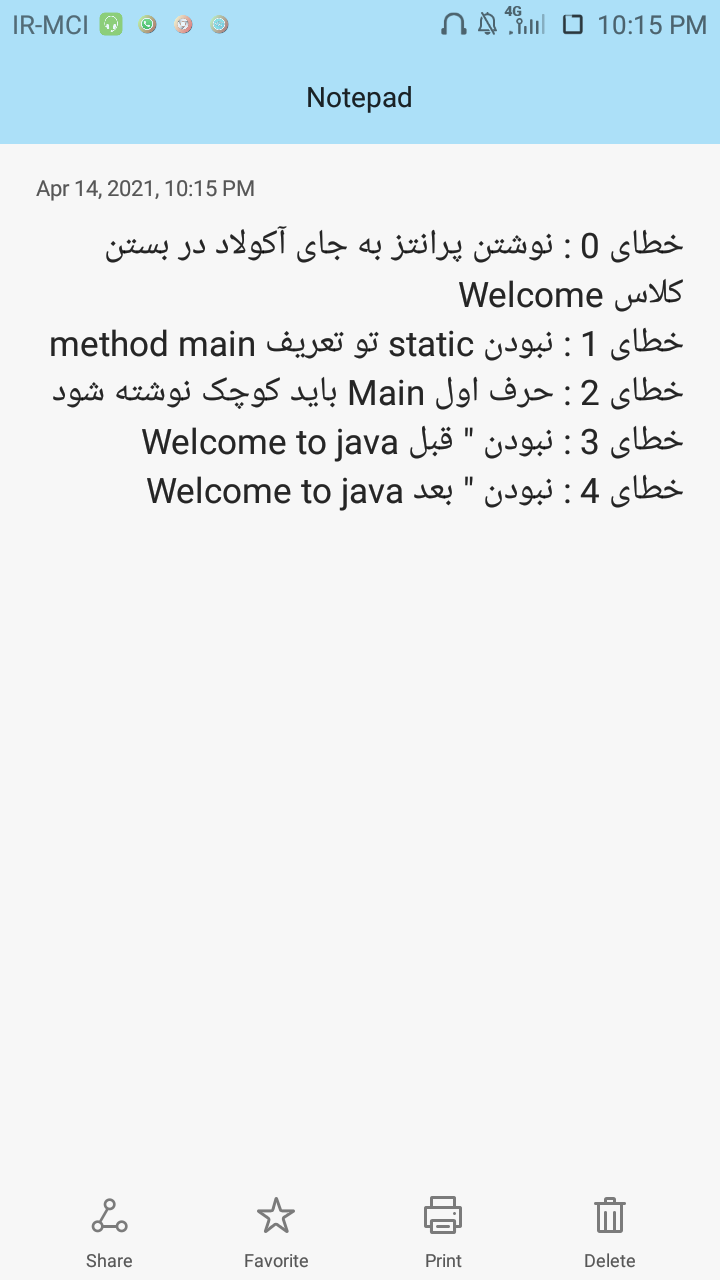 IR-MCI 4G 10:15 PM
Notepad
Apr 14, 2021, 10:15 PM
خطای 0 : نوشتن پرانتز به جای آکولاد در بستن
کلاس Welcome
خطای 1 : نبودن static تو تعریف method main
خطای 2 : حرف اول Main باید کوچک نوشته شود
خطای 3 : نبودن " قبل Welcome to java
خطای 4 : نبودن " بعد Welcome to java
Share Favorite Print Delete